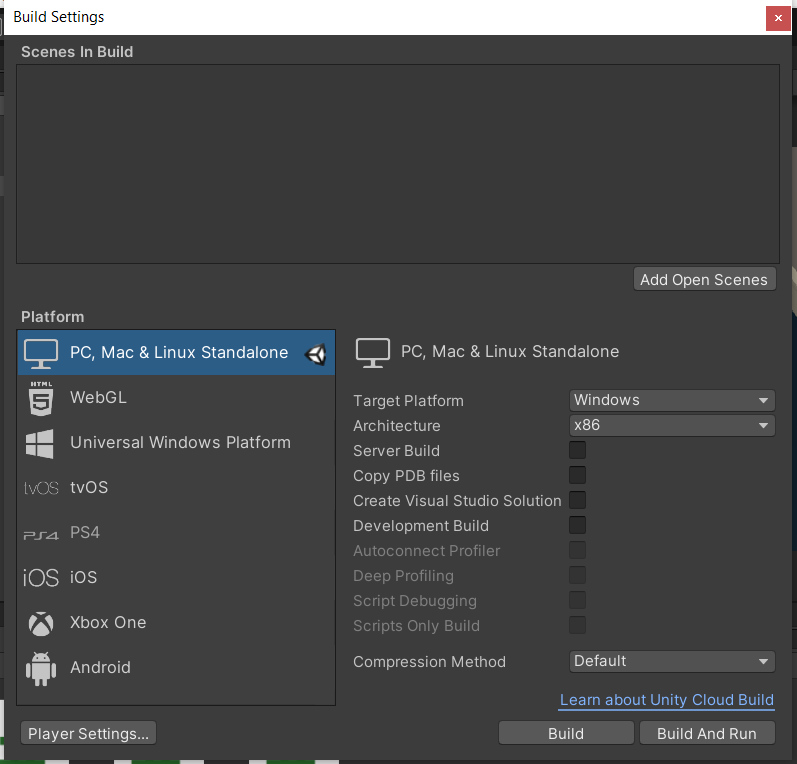 Build Settings
Scenes In Build
Add Open Scenes
Platform
PC, Mac & Linux Standalone
HTML
5
WebGL
Universal Windows Platform
tvOS tvOS
PS4 PS4
iOS iOS
Xbox One
Android
Player Settings...
PC, Mac & Linux Standalone
Target Platform Windows
Architecture x86
Server Build
Copy PDB files
Create Visual Studio Solution
Development Build
Autoconnect Profiler
Deep Profiling
Script Debugging
Scripts Only Build
Compression Method Default
Learn about Unity Cloud Build
Build Build And Run